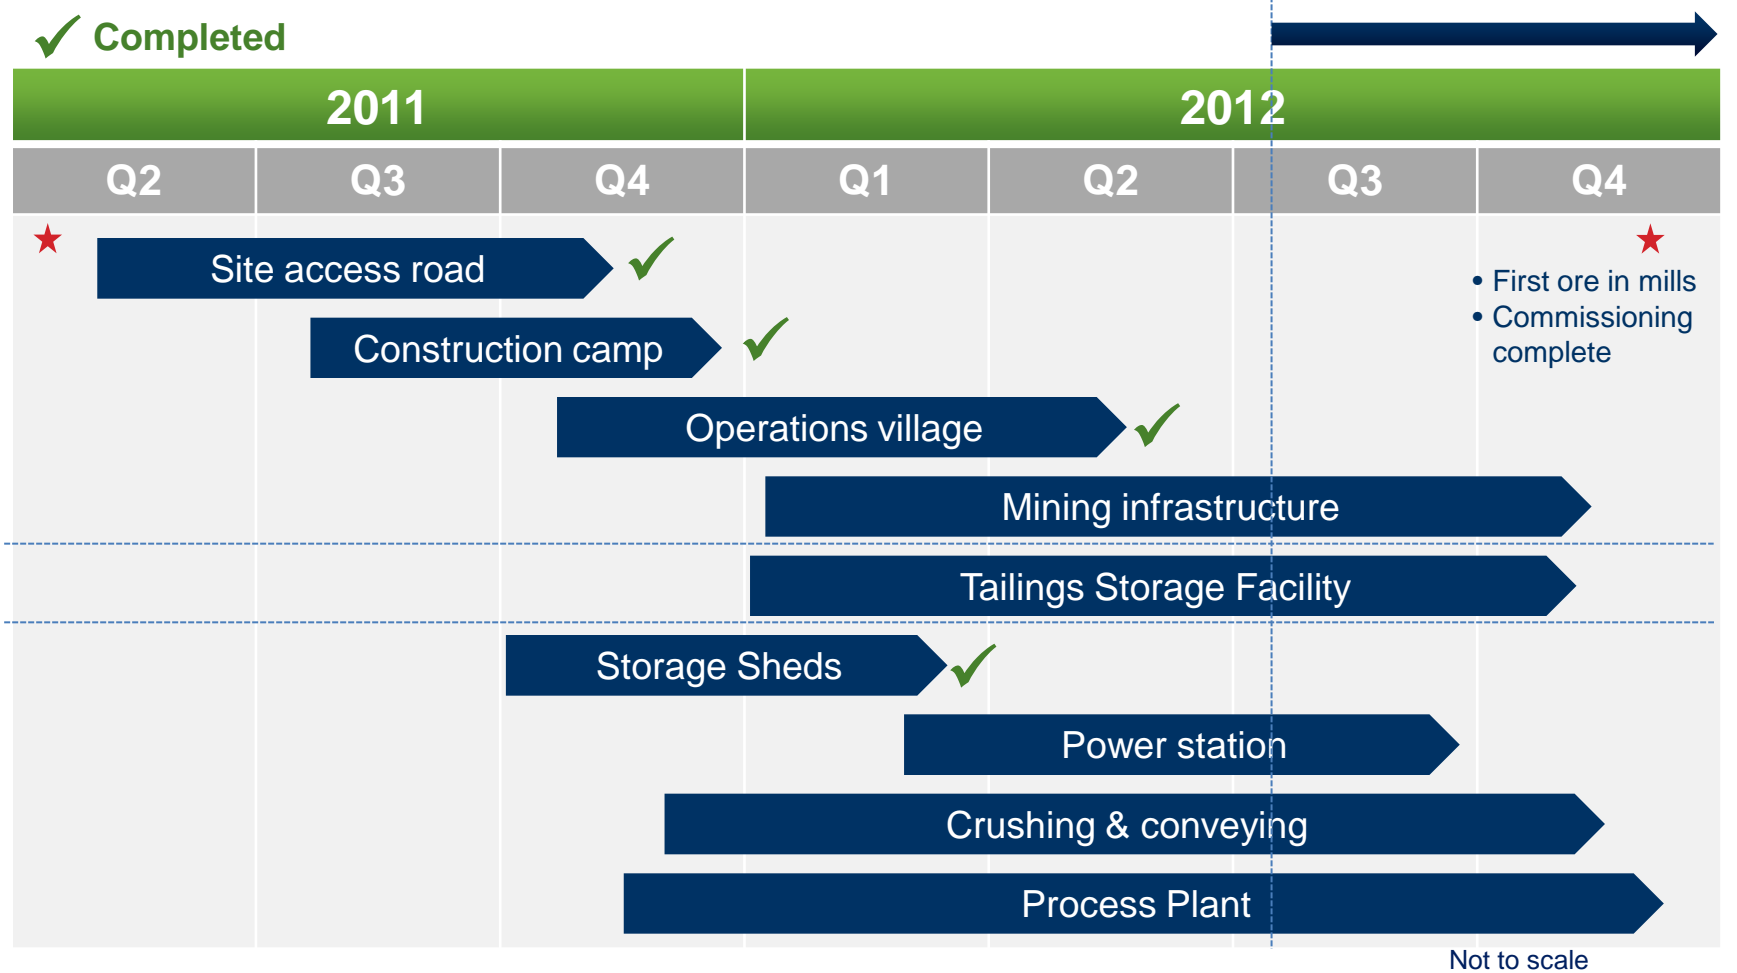 Completed
2011
2012
Q2
Q3
Q4
Q1
Q2
Q3
Q4
Site access road
• First ore in mills
• Commissioning
complete
Construction camp
Operations village
Mining infrastructure
Tailings Storage Facility
Storage Sheds
Power station
Crushing & conveying
Process Plant
Not to scale